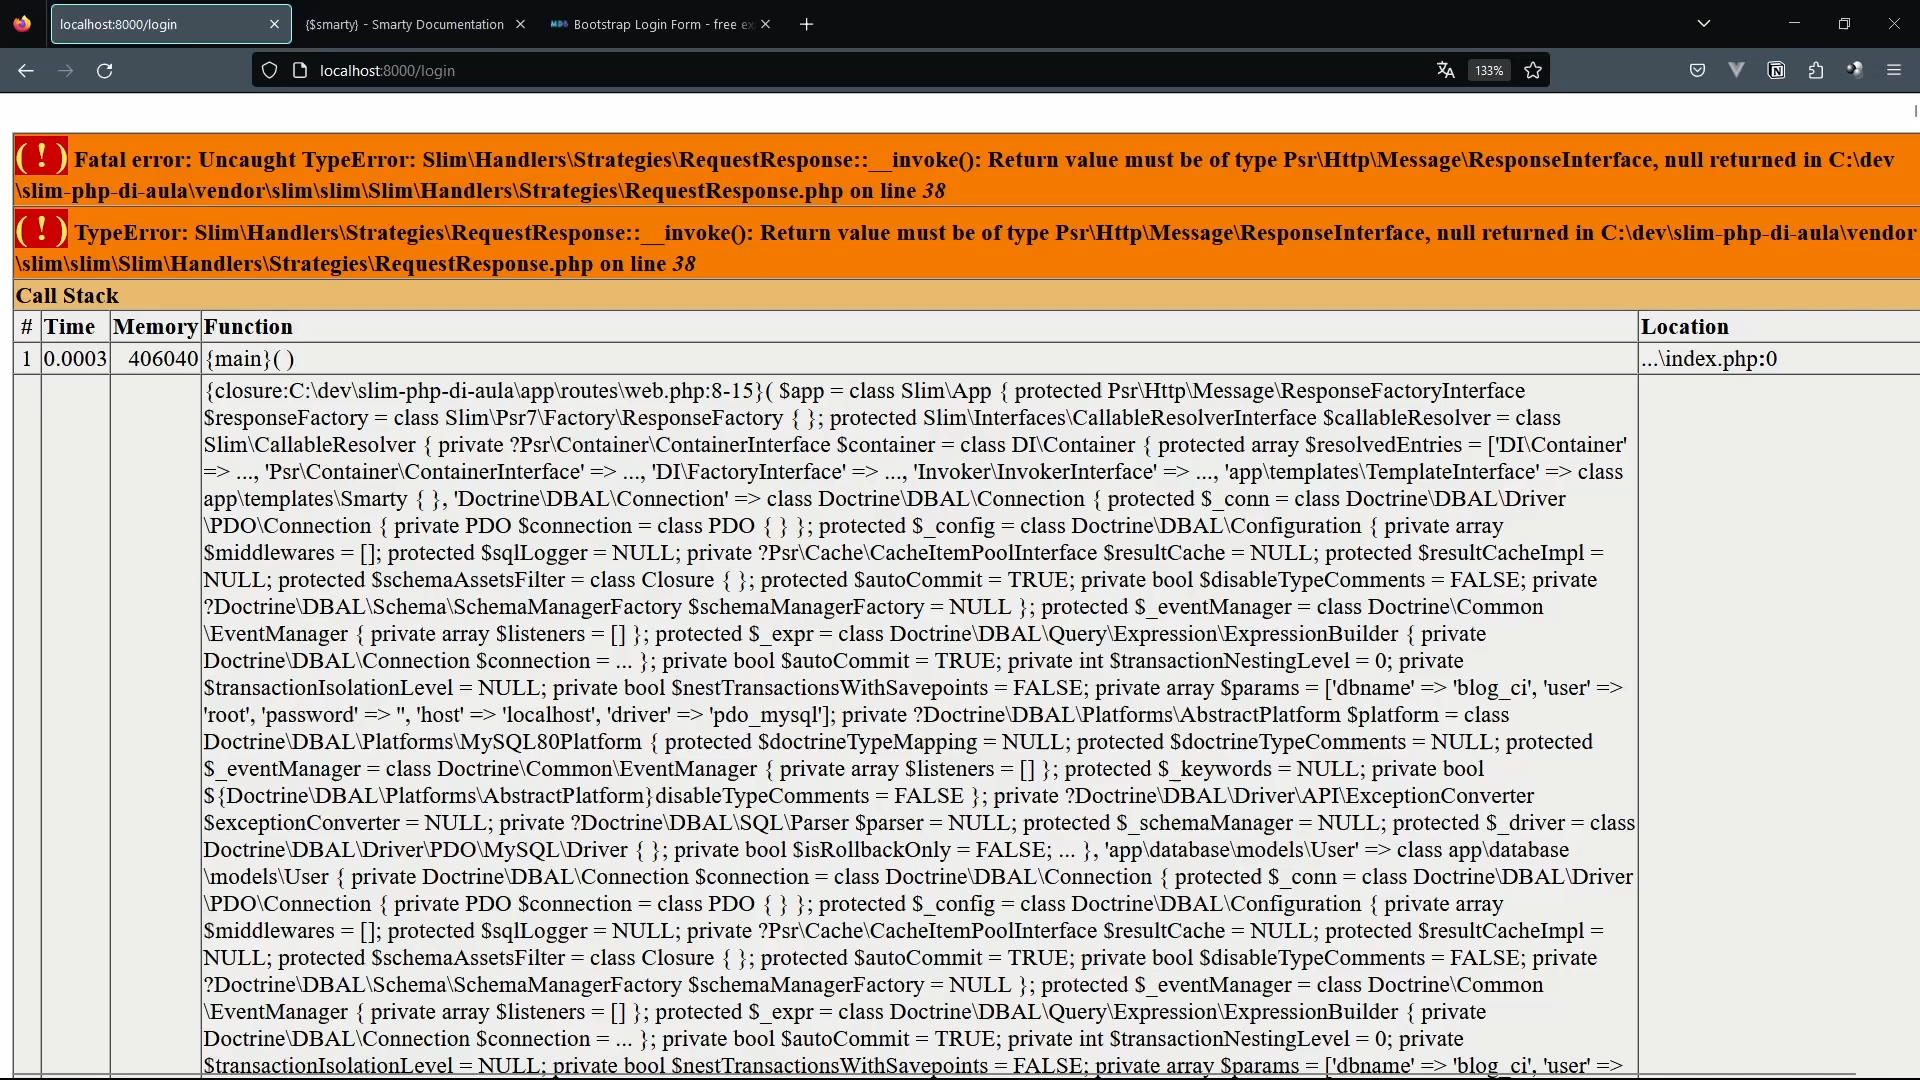 localhost:8000/login
{$smarty} - Smarty Documentation
Bootstrap Login Form - free ex
localhost:8000/login
133%
( ! ) Fatal error: Uncaught TypeError: Slim\Handlers\Strategies\RequestResponse::__invoke(): Return value must be of type Psr\Http\Message\ResponseInterface, null returned in C:\dev
\slim-php-di-aula\vendor\slim\slim\Slim\Handlers\Strategies\RequestResponse.php on line 38
( ! ) TypeError: Slim\Handlers\Strategies\RequestResponse::__invoke(): Return value must be of type Psr\Http\Message\ResponseInterface, null returned in C:\dev\slim-php-di-aula\vendor
\slim\slim\Slim\Handlers\Strategies\RequestResponse.php on line 38
Call Stack
# Time Memory Function Location
1 0.0003 406040 {main}( ) ...\index.php:0
{closure:C:\dev\slim-php-di-aula\app\routes\web.php:8-15}( $app = class Slim\App { protected Psr\Http\Message\ResponseFactoryInterface
$responseFactory = class Slim\Psr7\Factory\ResponseFactory { }; protected Slim\Interfaces\CallableResolverInterface $callableResolver = class
Slim\CallableResolver { private ?Psr\Container\ContainerInterface $container = class DI\Container { protected array $resolvedEntries = ['DI\Container'
=> ..., 'Psr\Container\ContainerInterface' => ..., 'DI\FactoryInterface' => ..., 'Invoker\InvokerInterface' => ..., 'app\templates\TemplateInterface' => class
app\templates\Smarty { }, 'Doctrine\DBAL\Connection' => class Doctrine\DBAL\Connection { protected $_conn = class Doctrine\DBAL\Driver
\PDO\Connection { private PDO $connection = class PDO { } }; protected $_config = class Doctrine\DBAL\Configuration { private array
$middlewares = []; protected $sqlLogger = NULL; private ?Psr\Cache\CacheItemPoolInterface $resultCache = NULL; protected $resultCacheImpl =
NULL; protected $schemaAssetsFilter = class Closure { }; protected $autoCommit = TRUE; private bool $disableTypeComments = FALSE; private
?Doctrine\DBAL\Schema\SchemaManagerFactory $schemaManagerFactory = NULL }; protected $_eventManager = class Doctrine\Common
\EventManager { private array $listeners = [] }; protected $_expr = class Doctrine\DBAL\Query\Expression\ExpressionBuilder { private
Doctrine\DBAL\Connection $connection = ... }; private bool $autoCommit = TRUE; private int $transactionNestingLevel = 0; private
$transactionIsolationLevel = NULL; private bool $nestTransactionsWithSavepoints = FALSE; private array $params = ['dbname' => 'blog_ci', 'user' =>
'root', 'password' => '', 'host' => 'localhost', 'driver' => 'pdo_mysql']; private ?Doctrine\DBAL\Platforms\AbstractPlatform $platform = class
Doctrine\DBAL\Platforms\MySQL80Platform { protected $doctrineTypeMapping = NULL; protected $doctrineTypeComments = NULL; protected
$_eventManager = class Doctrine\Common\EventManager { private array $listeners = [] }; protected $_keywords = NULL; private bool
${Doctrine\DBAL\Platforms\AbstractPlatform}disableTypeComments = FALSE }; private ?Doctrine\DBAL\Driver\API\ExceptionConverter
$exceptionConverter = NULL; private ?Doctrine\DBAL\SQL\Parser $parser = NULL; protected $_schemaManager = NULL; protected $_driver = class
Doctrine\DBAL\Driver\PDO\MySQL\Driver { }; private bool $isRollbackOnly = FALSE; ... }, 'app\database\models\User' => class app\database
\models\User { private Doctrine\DBAL\Connection $connection = class Doctrine\DBAL\Connection { protected $_conn = class Doctrine\DBAL\Driver
\PDO\Connection { private PDO $connection = class PDO { } }; protected $_config = class Doctrine\DBAL\Configuration { private array
$middlewares = []; protected $sqlLogger = NULL; private ?Psr\Cache\CacheItemPoolInterface $resultCache = NULL; protected $resultCacheImpl =
NULL; protected $schemaAssetsFilter = class Closure { }; protected $autoCommit = TRUE; private bool $disableTypeComments = FALSE; private
?Doctrine\DBAL\Schema\SchemaManagerFactory $schemaManagerFactory = NULL }; protected $_eventManager = class Doctrine\Common
\EventManager { private array $listeners = [] }; protected $_expr = class Doctrine\DBAL\Query\Expression\ExpressionBuilder { private
Doctrine\DBAL\Connection $connection = ... }; private bool $autoCommit = TRUE; private int $transactionNestingLevel = 0; private
$transactionIsolationLevel = NULL; private bool $nestTransactionsWithSavepoints = FALSE; private array $params = ['dbname' => 'blog_ci', 'user' =>